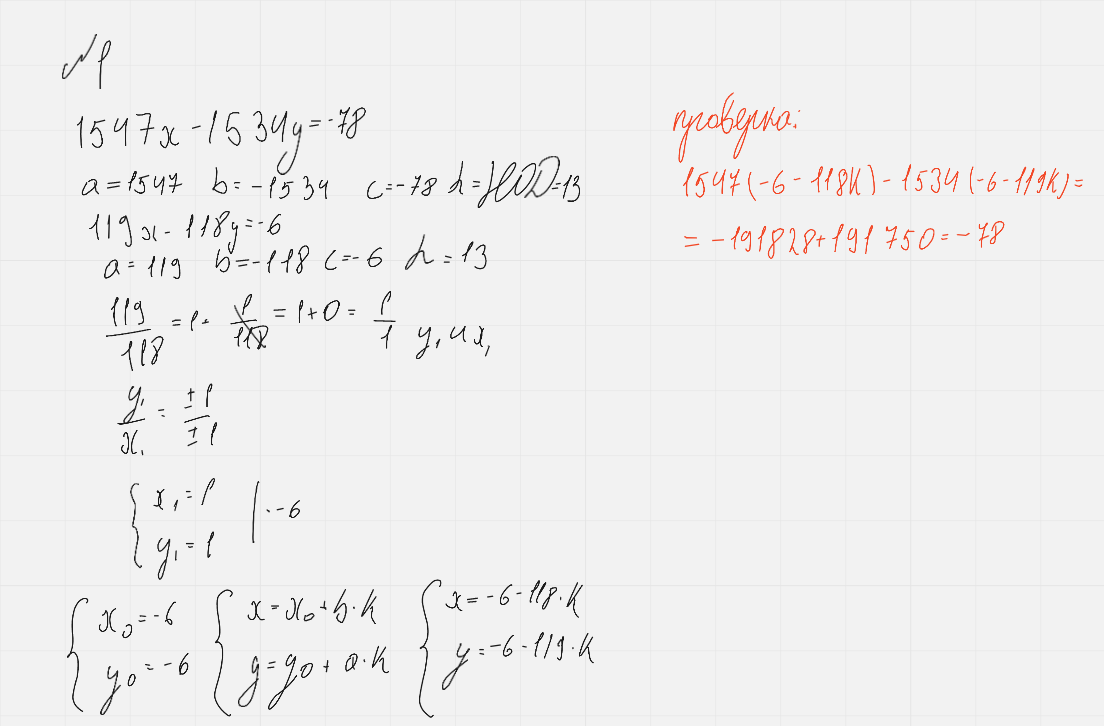 №1
1547x - 1534y = -78
a = 1547 b = -1534 c = -78 d = НОД = 13
119x - 118y = -6
a = 119 b = -118 c = -6 d = 13
119/118 = 1 + 1/118 = 1 + 0 = 1/1 y₁ и x₁
y₁/x₁ = ±1/±1
{ x₁ = 1 | · -6
y₁ = 1
{ x₀ = -6 { x = x₀ + b · k { x = -6 - 118 · k
y₀ = -6 y = y₀ + a · k y = -6 - 119 · k
проверка:
1547(-6 - 118k) - 1534(-6 - 119k) =
= -191828 + 191750 = -78